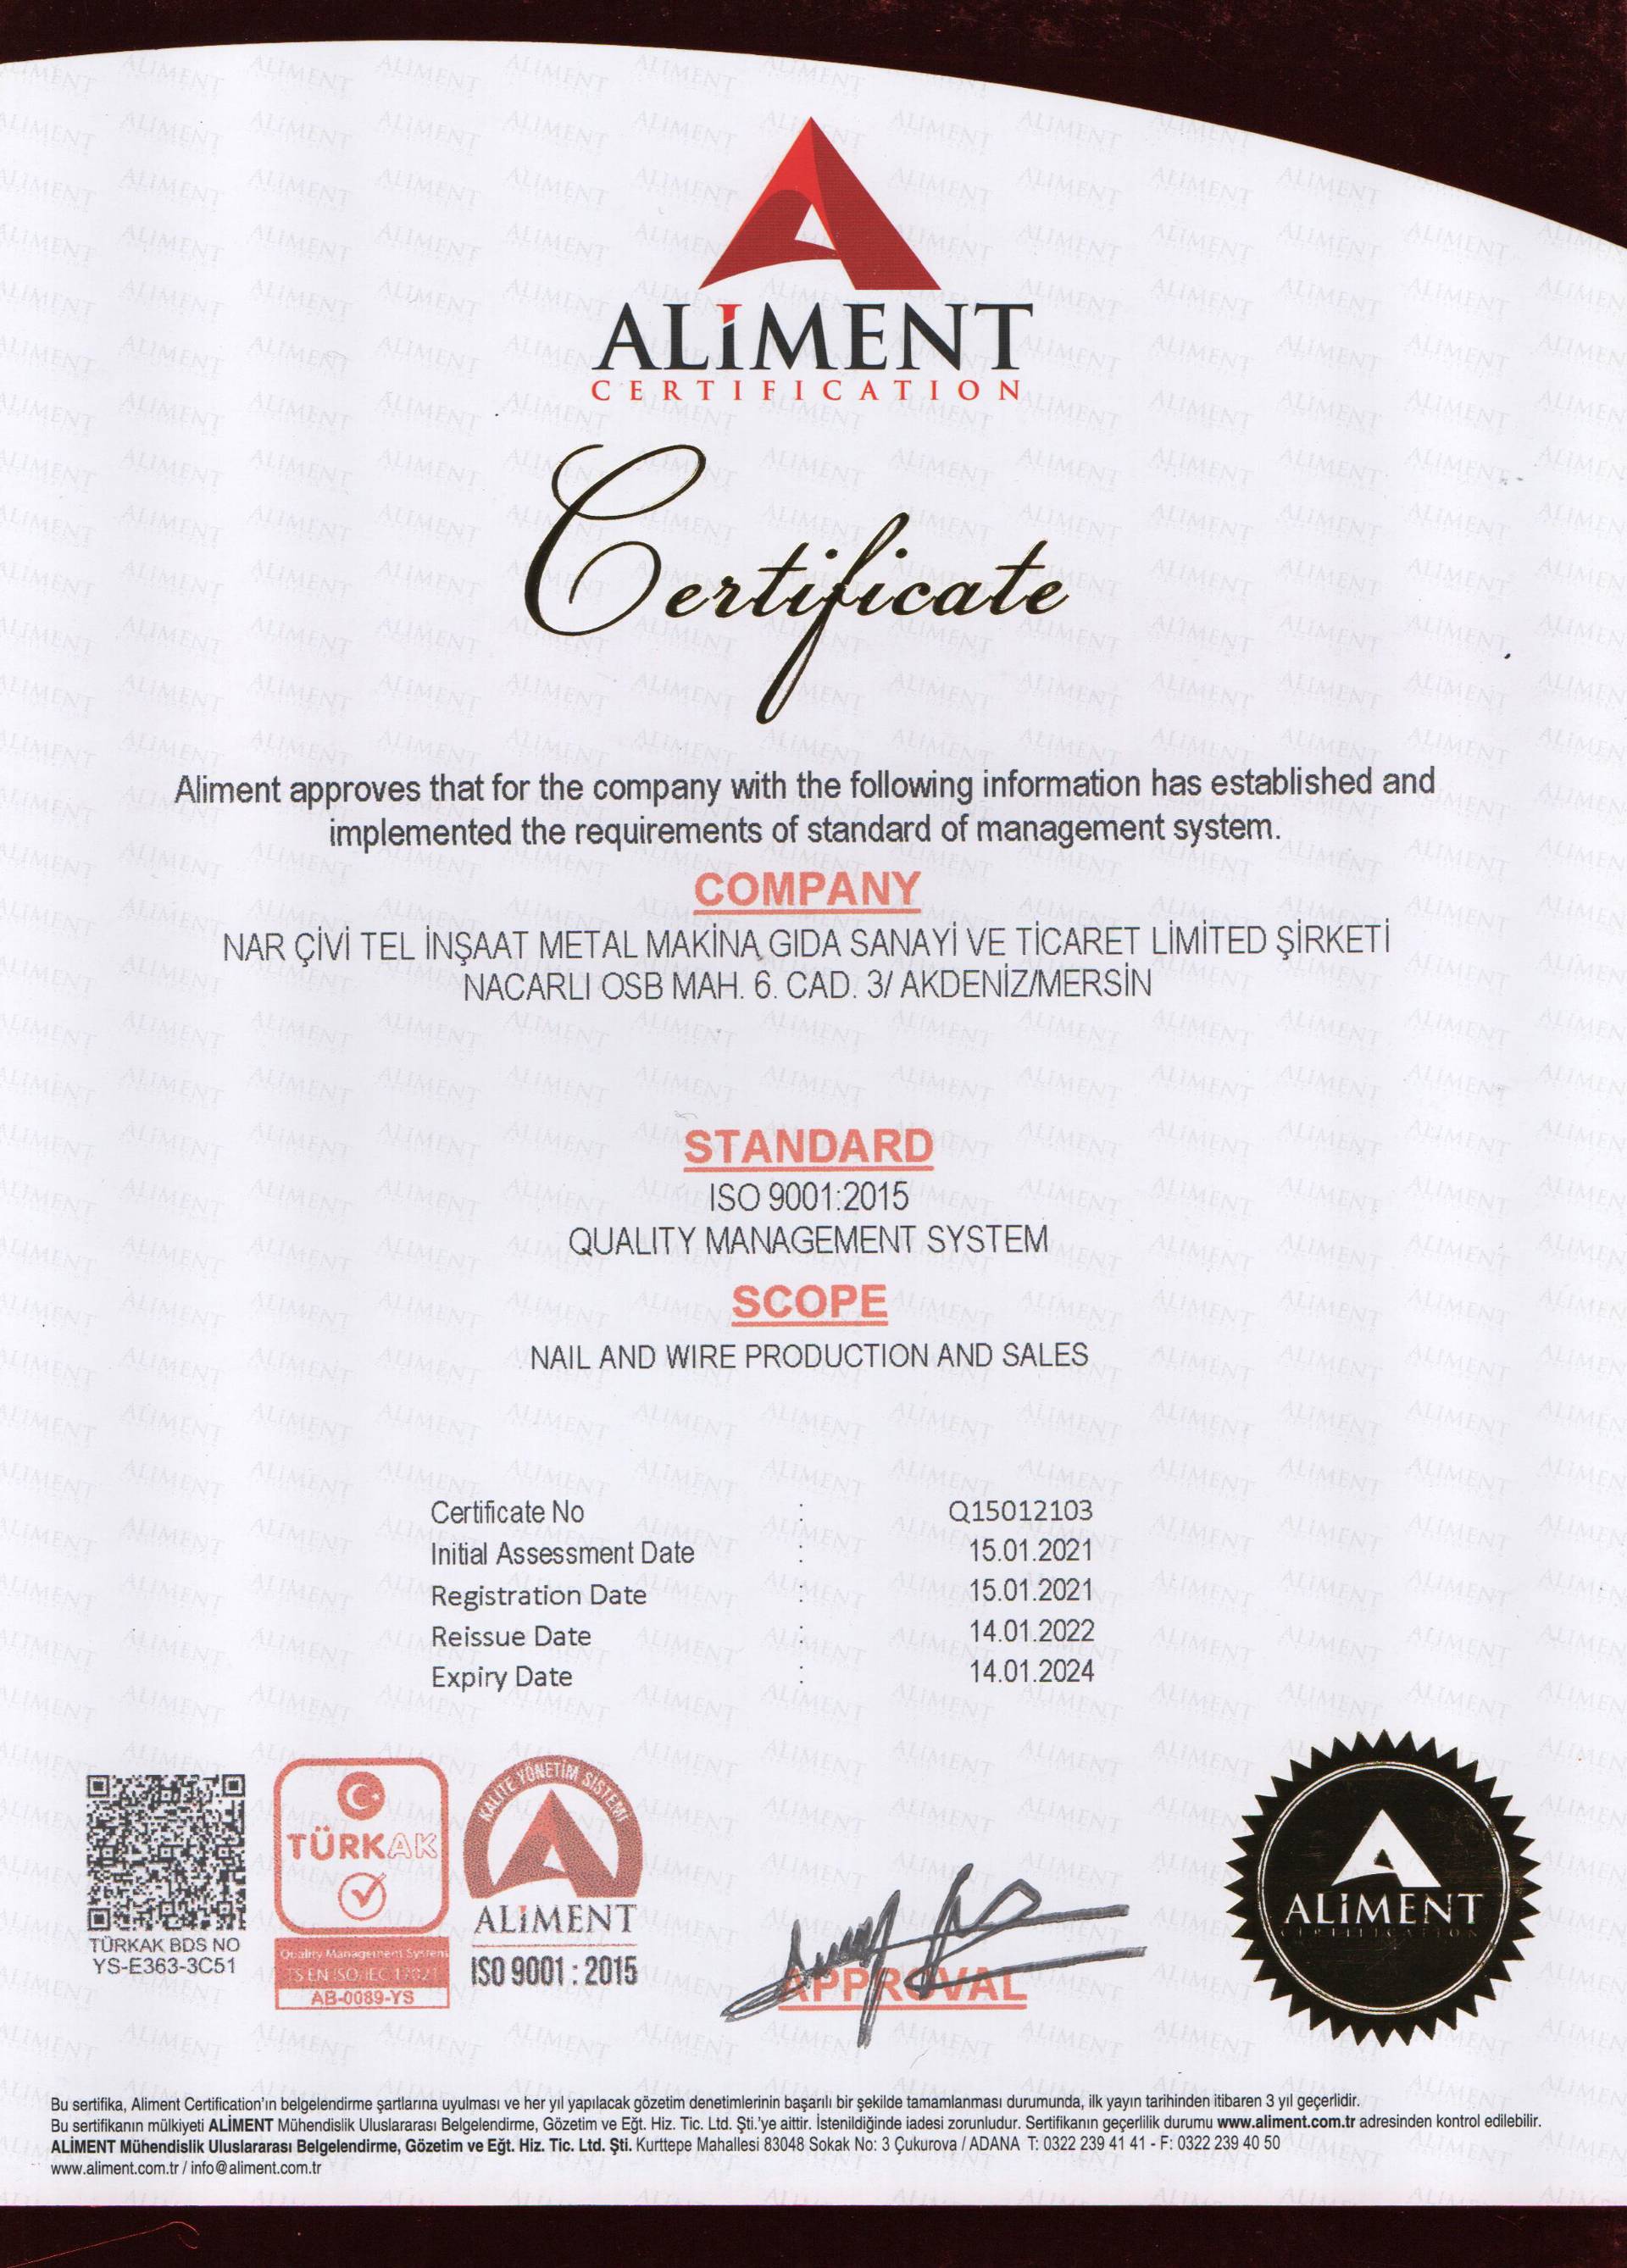 ALİMENT
CERTIFICATION
Certificate
Aliment approves that for the company with the following information has established and
implemented the requirements of standard of management system.
COMPANY
NAR ÇİVİ TEL İNŞAAT METAL MAKİNA GIDA SANAYİ VE TİCARET LİMİTED ŞİRKETİ
NACARLI OSB MAH. 6. CAD. 3/ AKDENİZ/MERSİN
STANDARD
ISO 9001:2015
QUALITY MANAGEMENT SYSTEM
SCOPE
NAIL AND WIRE PRODUCTION AND SALES
Certificate No : Q15012103
Initial Assessment Date : 15.01.2021
Registration Date : 15.01.2021
Reissue Date : 14.01.2022
Expiry Date : 14.01.2024
TÜRKAK BDS NO
YS-E363-3C51
TÜRKAK
Quality Management System
TS EN ISO/IEC 17021
AB-0089-YS
KALİTE YÖNETİM SİSTEMİ
ALİMENT
ISO 9001 : 2015
APPROVAL
ALİMENT
CERTIFICATION
Bu sertifika, Aliment Certification'ın belgelendirme şartlarına uyulması ve her yıl yapılacak gözetim denetimlerinin başarılı bir şekilde tamamlanması durumunda, ilk yayın tarihinden itibaren 3 yıl geçerlidir.
Bu sertifikanın mülkiyeti ALİMENT Mühendislik Uluslararası Belgelendirme, Gözetim ve Eğt. Hiz. Tic. Ltd. Şti.'ye aittir. İstenildiğinde iadesi zorunludur. Sertifikanın geçerlilik durumu www.aliment.com.tr adresinden kontrol edilebilir.
ALİMENT Mühendislik Uluslararası Belgelendirme, Gözetim ve Eğt. Hiz. Tic. Ltd. Şti. Kurttepe Mahallesi 83048 Sokak No: 3 Çukurova / ADANA T: 0322 239 41 41 - F: 0322 239 40 50
www.aliment.com.tr / info@aliment.com.tr